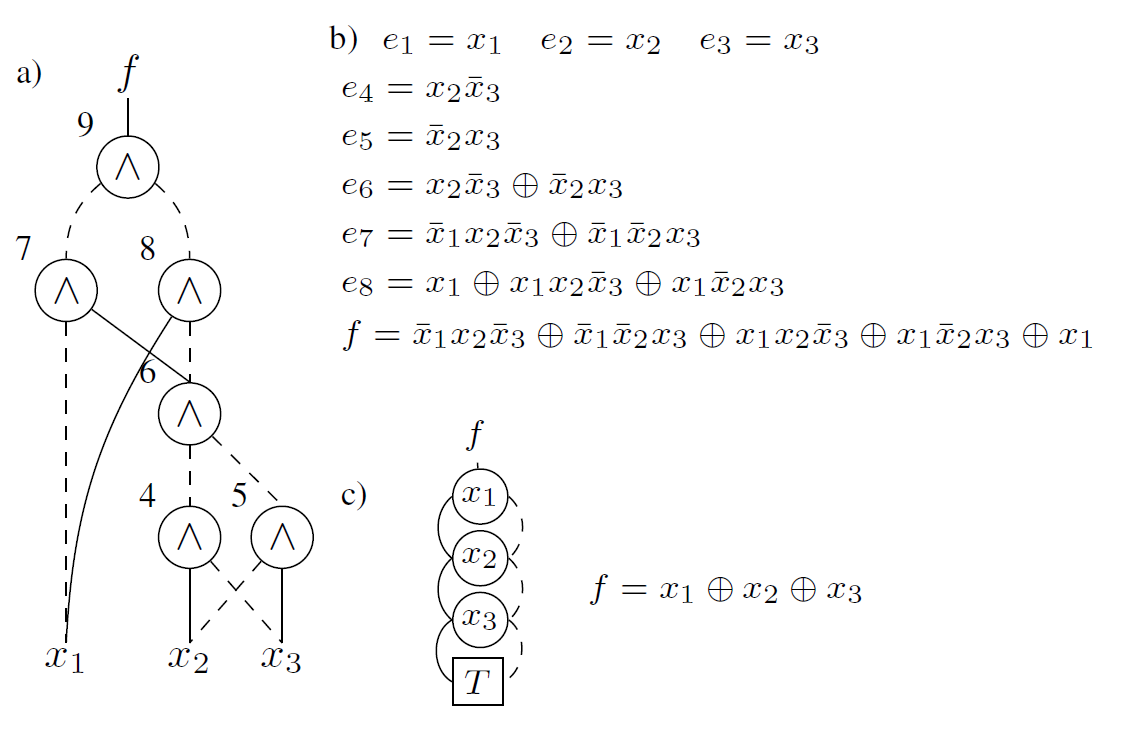 a) f
9
∧
7 8
∧ ∧
6
∧
4 5
∧ ∧
x₁ x₂ x₃
b) e₁ = x₁ e₂ = x₂ e₃ = x₃
e₄ = x₂x̄₃
e₅ = x̄₂x₃
e₆ = x₂x̄₃ ⊕ x̄₂x₃
e₇ = x̄₁x₂x̄₃ ⊕ x̄₁x̄₂x₃
e₈ = x₁ ⊕ x₁x₂x̄₃ ⊕ x₁x̄₂x₃
f = x̄₁x₂x̄₃ ⊕ x̄₁x̄₂x₃ ⊕ x₁x₂x̄₃ ⊕ x₁x̄₂x₃ ⊕ x₁
c) f
x₁
x₂
x₃
T
f = x₁ ⊕ x₂ ⊕ x₃